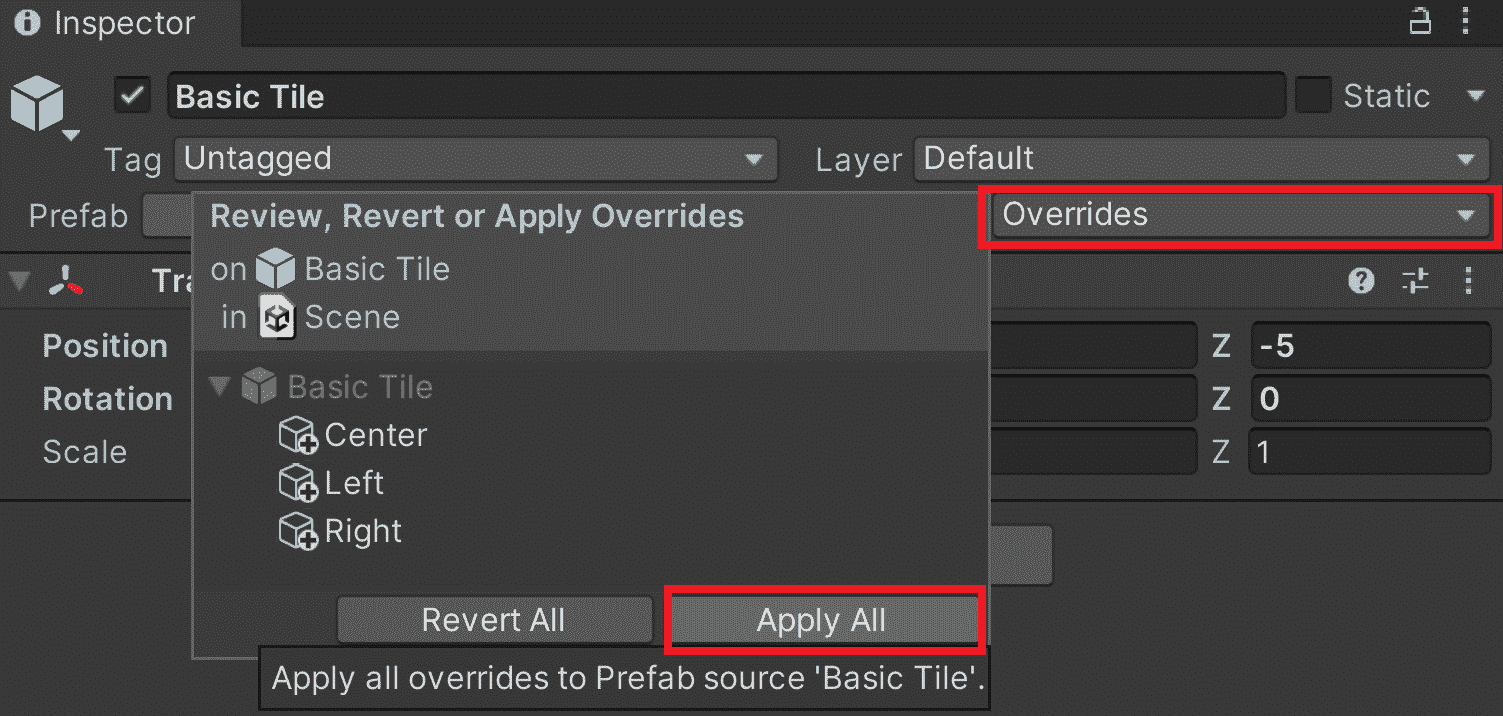 Inspector
Basic Tile
Static
Tag Untagged
Layer Default
Prefab
Overrides
Review, Revert or Apply Overrides
on Basic Tile
in Scene
Tra
Position
Z -5
Rotation
Z 0
Scale
Z 1
Basic Tile
Center
Left
Right
Revert All
Apply All
Apply all overrides to Prefab source 'Basic Tile'.